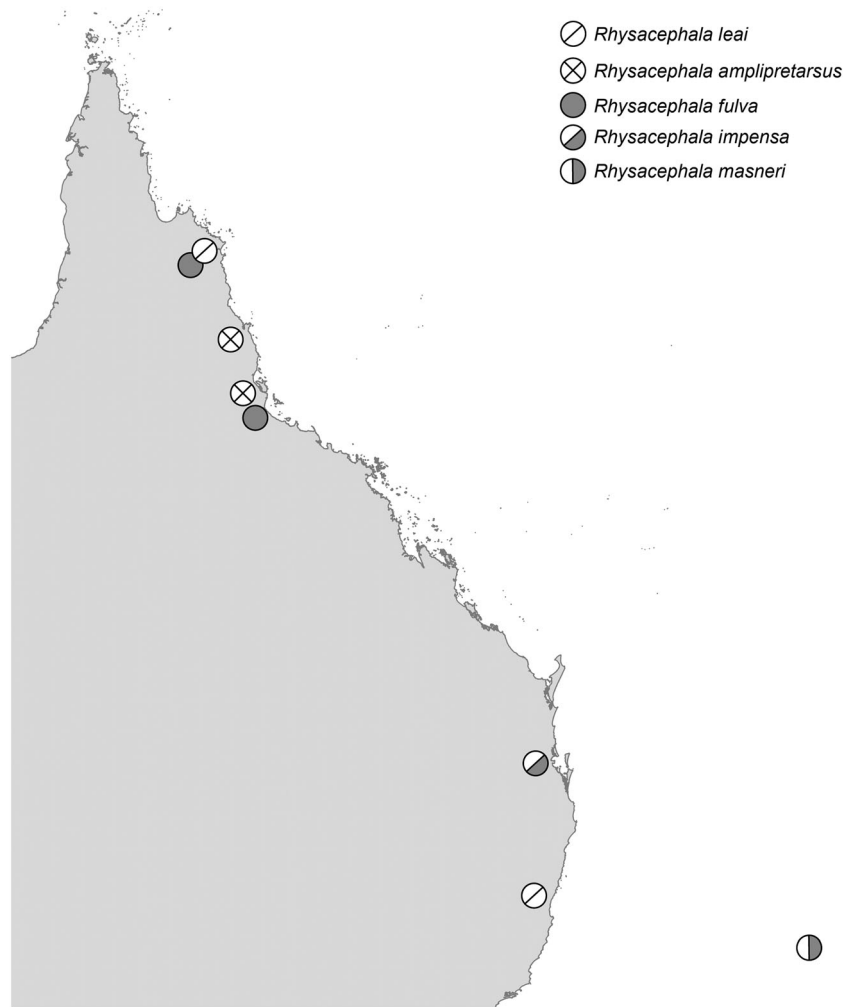 Rhysacephala leai
Rhysacephala amplipretarsus
Rhysacephala fulva
Rhysacephala impensa
Rhysacephala masneri